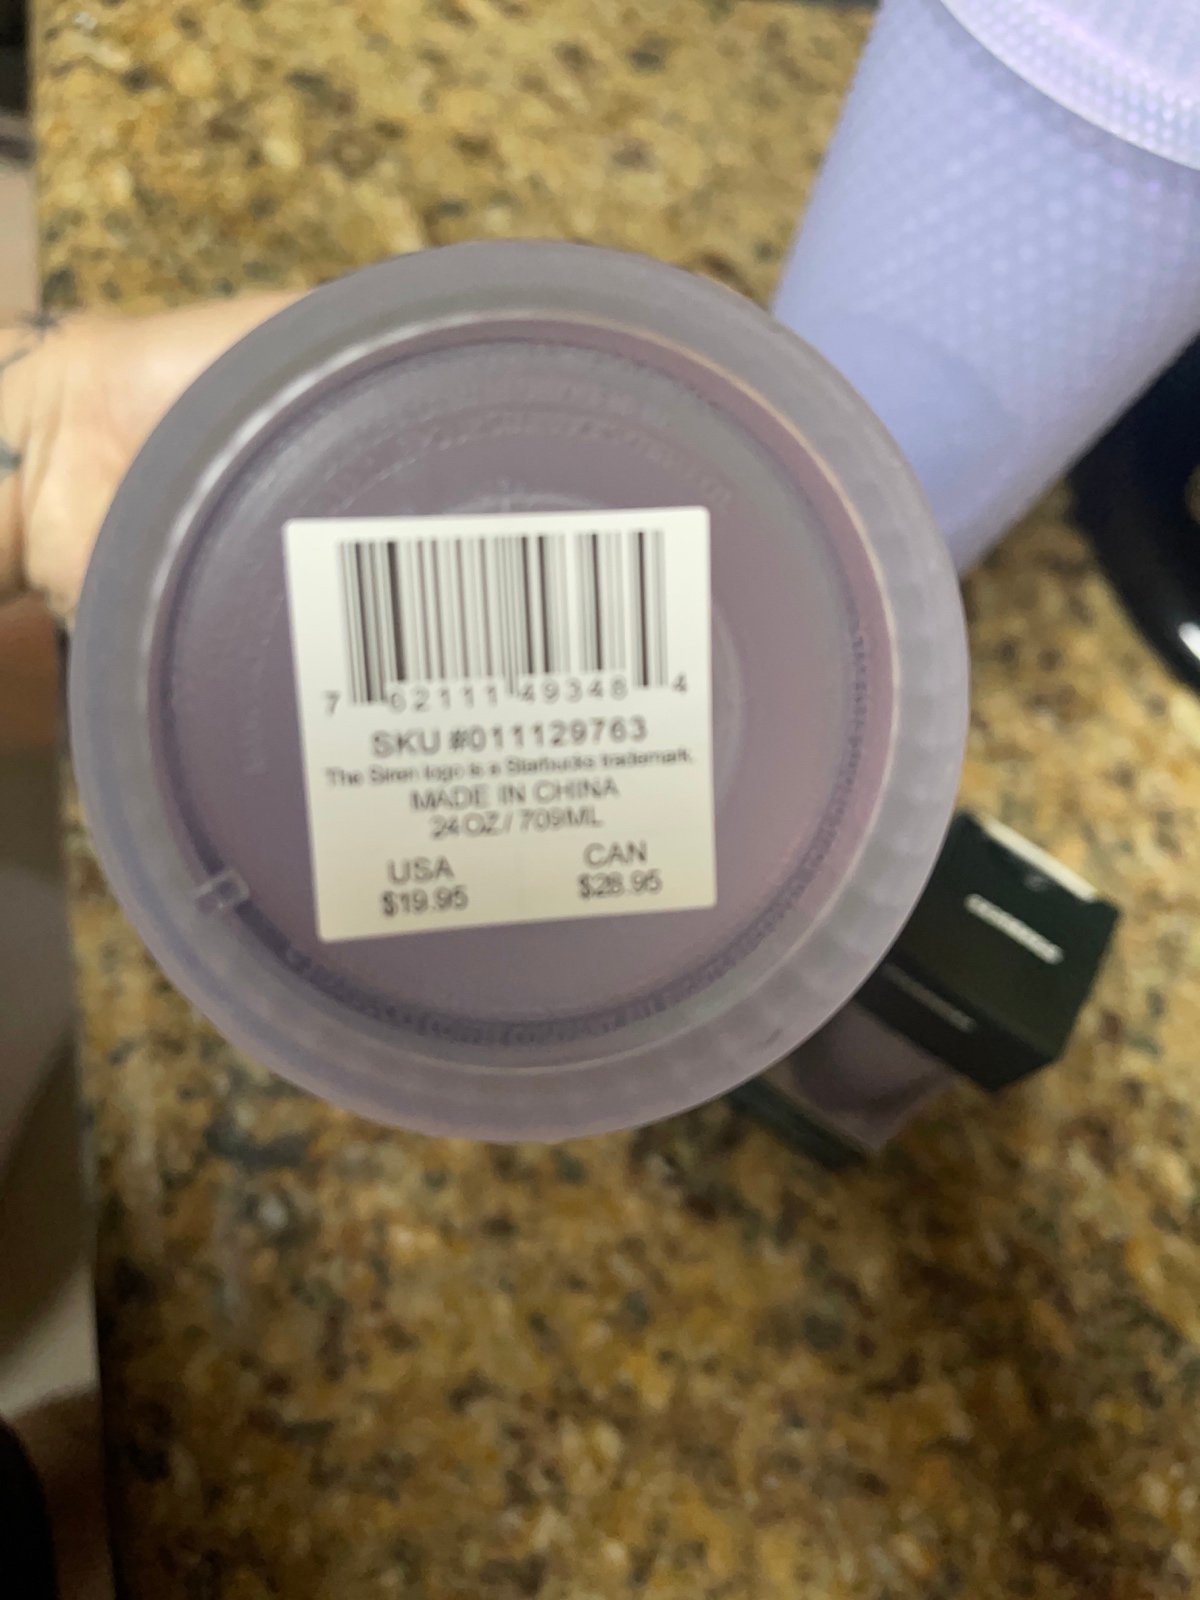 7 62111 49348 4
SKU #011129763
The Siren logo is a Starbucks trademark.
MADE IN CHINA
24 OZ / 709ML
USA
CAN
$19.95
$28.95